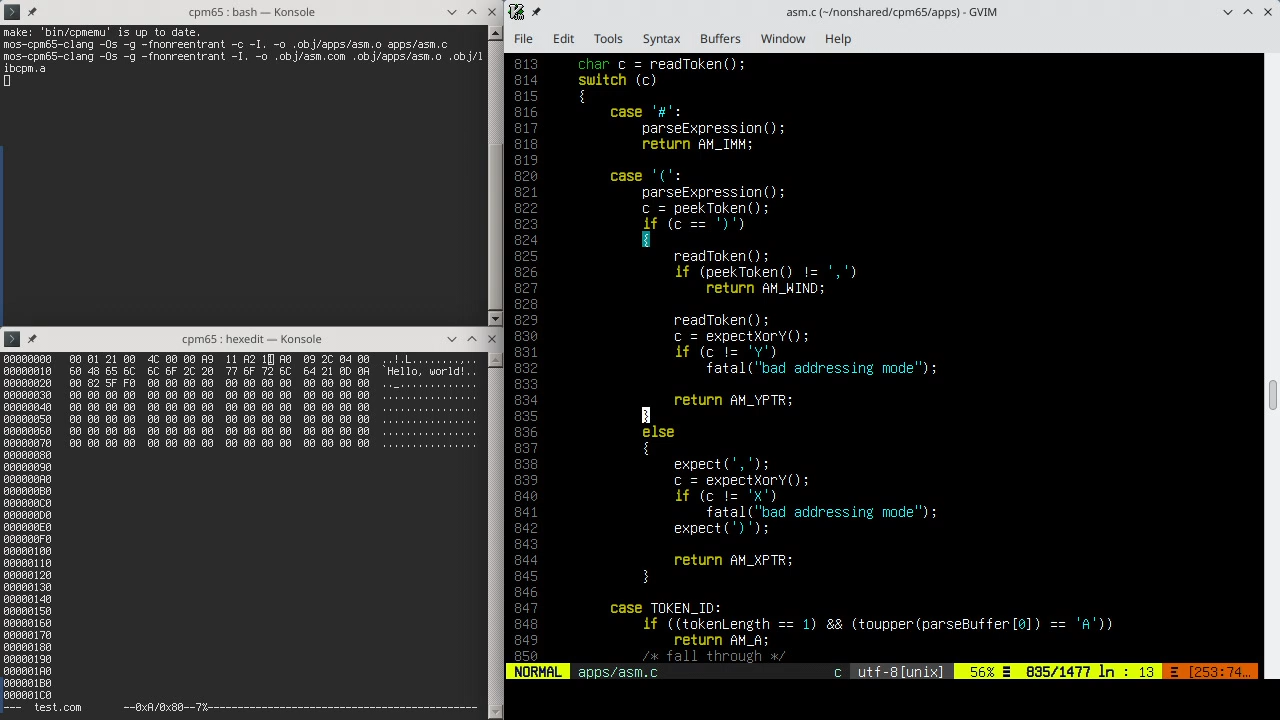 cpm65 : bash — Konsole
make: 'bin/cpmemu' is up to date.
mos-cpm65-clang -Os -g -fnonreentrant -c -I. -o .obj/apps/asm.o apps/asm.c
mos-cpm65-clang -Os -g -fnonreentrant -I. -o .obj/asm.com .obj/apps/asm.o .obj/l
ibcpm.a
cpm65 : hexedit — Konsole
00000000   00 01 21 00  4C 00 00 A9  11 A2 10 A0  09 2C 04 00  ..!.L...........
00000010   60 48 65 6C  6C 6F 2C 20  77 6F 72 6C  64 21 0D 0A  `Hello, world!..
00000020   00 82 5F F0  00 00 00 00  00 00 00 00  00 00 00 00  .._.............
00000030   00 00 00 00  00 00 00 00  00 00 00 00  00 00 00 00  ................
00000040   00 00 00 00  00 00 00 00  00 00 00 00  00 00 00 00  ................
00000050   00 00 00 00  00 00 00 00  00 00 00 00  00 00 00 00  ................
00000060   00 00 00 00  00 00 00 00  00 00 00 00  00 00 00 00  ................
00000070   00 00 00 00  00 00 00 00  00 00 00 00  00 00 00 00  ................
00000080
00000090
000000A0
000000B0
000000C0
000000D0
000000E0
000000F0
00000100
00000110
00000120
00000130
00000140
00000150
00000160
00000170
00000180
00000190
000001A0
000001B0
000001C0
---  test.com       --0xA/0x80--7%------------------------------------------
asm.c (~/nonshared/cpm65/apps) - GVIM
File Edit Tools Syntax Buffers Window Help
813     char c = readToken();
814     switch (c)
815     {
816         case '#':
817             parseExpression();
818             return AM_IMM;
819
820         case '(':
821             parseExpression();
822             c = peekToken();
823             if (c == ')')
824             {
825                 readToken();
826                 if (peekToken() != ',')
827                     return AM_WIND;
828
829                 readToken();
830                 c = expectXorY();
831                 if (c != 'Y')
832                     fatal("bad addressing mode");
833
834                 return AM_YPTR;
835             }
836             else
837             {
838                 expect(',');
839                 c = expectXorY();
840                 if (c != 'X')
841                     fatal("bad addressing mode");
842                 expect(')');
843
844                 return AM_XPTR;
845             }
846
847         case TOKEN_ID:
848             if ((tokenLength == 1) && (toupper(parseBuffer[0]) == 'A'))
849                 return AM_A;
850             /* fall through */
NORMAL apps/asm.c c utf-8[unix] 56% ≡ 835/1477 ln : 13 Ξ [253:74…